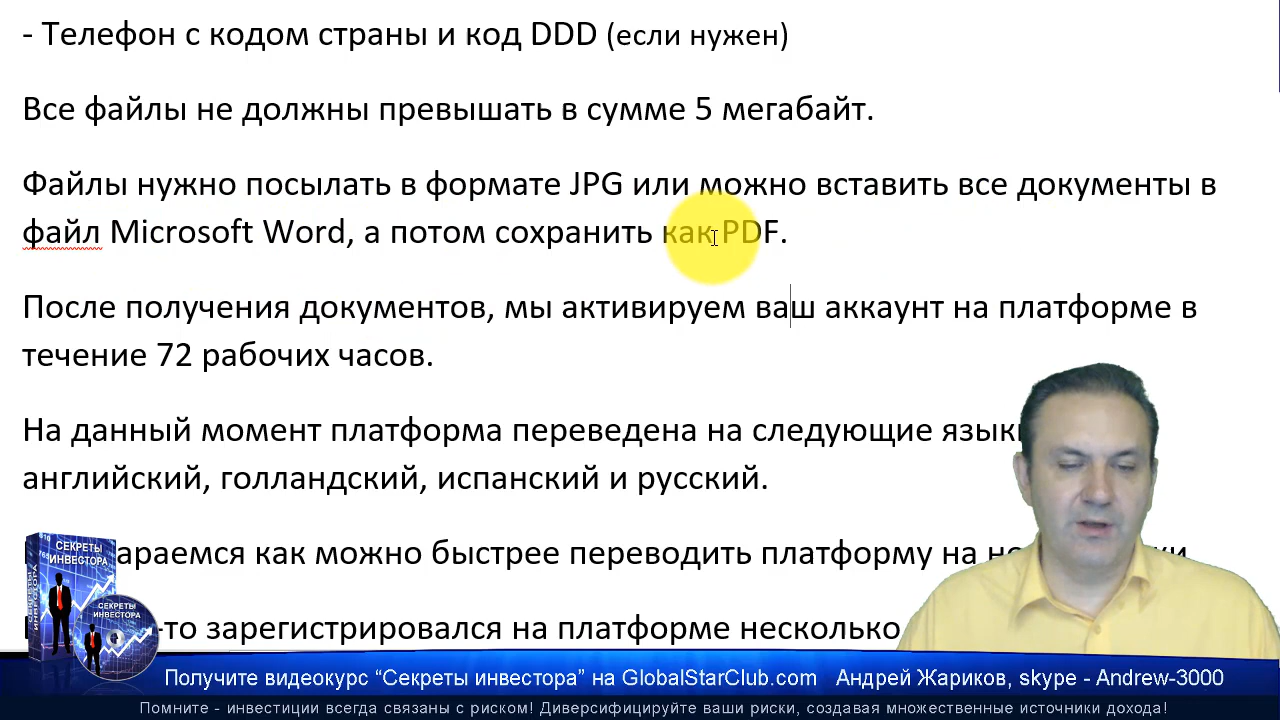 - Телефон с кодом страны и код DDD (если нужен)
Все файлы не должны превышать в сумме 5 мегабайт.
Файлы нужно посылать в формате JPG или можно вставить все документы в
файл Microsoft Word, а потом сохранить как PDF.
После получения документов, мы активируем ваш аккаунт на платформе в
течение 72 рабочих часов.
На данный момент платформа переведена на следующие
английский, голландский, испанский и русский.
как можно быстрее переводить платформу на
зарегистрировался на платформе несколько
СЕКРЕТЫ
ИНВЕСТОРА
СЕКРЕТЫ
ИНВЕСТОРА
Получите видеокурс “Секреты инвестора” на GlobalStarClub.com Андрей Жариков, skype - Andrew-3000
Помните - инвестиции всегда связаны с риском! Диверсифицируйте ваши риски, создавая множественные источники дохода!